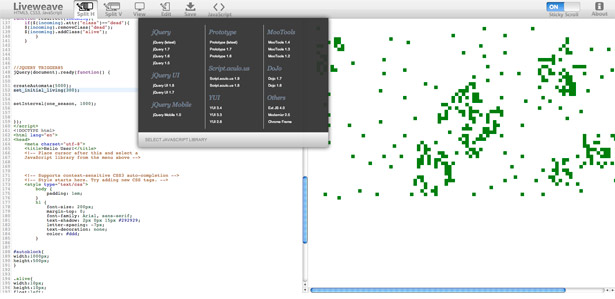 Liveweave
HTML5, CSS3, JavaScript
Split H
Split V
View
Edit
Save
JavaScript
ON
Sticky Scroll
About
if($(incoming).attr("class")=="dead"){
$(incoming).removeClass("dead");
$(incoming).addClass("alive");
}
}
//JQUERY TRIGGERS
jQuery(document).ready(function() {
createAutomata(5000);
set_initial_living(300);
setInterval(one_season, 1000);
});
</script>
<!DOCTYPE html>
<html lang="en">
<head>
<meta charset="utf-8">
<title>Hello Sam!</title>
<!-- Place cursor after this and select a
JavaScript library from the menu above -->
<!-- Supports context-sensitive CSS3 auto-completion -->
<!-- Style starts here. Try adding new CSS tags. -->
<style type="text/css">
body {
padding: 1em;
}
h1 {
font-size: 200px;
margin-top: 0;
font-family: Arial, sans-serif;
text-shadow: 2px 8px 15px #292929;
letter-spacing: -7px;
text-decoration: none;
color: #ddd;
}
#autoblock{
width:1000px;
height:500px;
}
.alive{
width:10px;
height:10px;
float:left;
jQuery
jQuery (latest)
jQuery 1.7
jQuery 1.6
jQuery 1.5
jQuery UI
jQuery UI 1.8
jQuery UI 1.7
jQuery Mobile
jQuery Mobile 1.0
Prototype
Prototype (latest)
Prototype 1.7
Prototype 1.6
Script.aculo.us
Script.aculo.us 1.9
Script.aculo.us 1.8
YUI
YUI 3.4
YUI 3.3
YUI 2.8
MooTools
MooTools 1.4
MooTools 1.3
MooTools 1.2
DoJo
Dojo 1.7
Dojo 1.6
Others
Ext JS 4.0
Modernizr 2.0
Chrome Frame
SELECT JAVASCRIPT LIBRARY